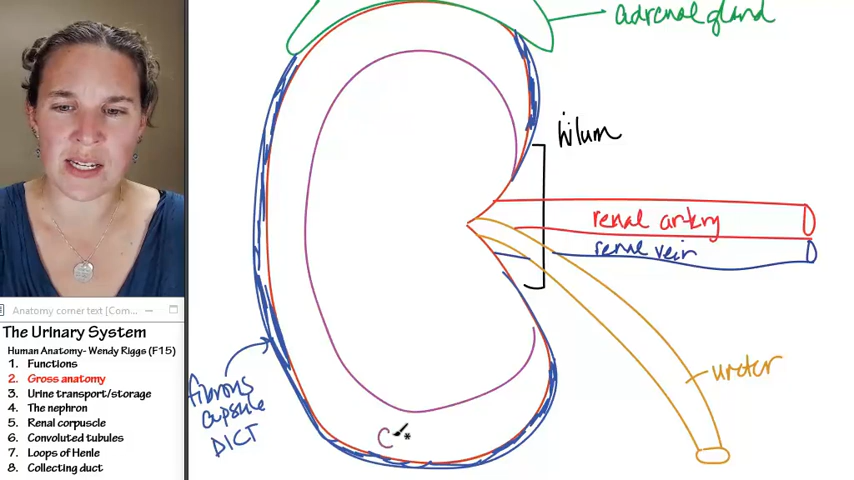 adrenal gland
hilum
renal artery
renal vein
fibrous
capsule
DICT
ureter
C
Anatomy corner text [Com...
The Urinary System
Human Anatomy- Wendy Riggs (F15)
1. Functions
2. Gross anatomy
3. Urine transport/storage
4. The nephron
5. Renal corpuscle
6. Convoluted tubules
7. Loops of Henle
8. Collecting duct